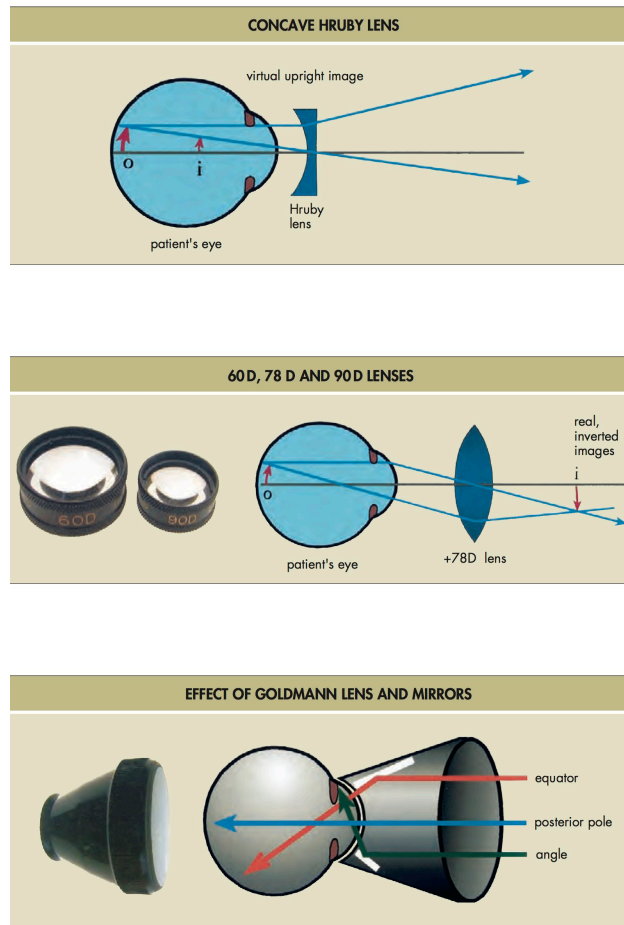 CONCAVE HRUBY LENS
virtual upright image
o
i
Hruby
lens
patient's eye
60D, 78 D AND 90D LENSES
60D
90D
real,
inverted
images
i
o
patient's eye
+78D lens
EFFECT OF GOLDMANN LENS AND MIRRORS
equator
posterior pole
angle